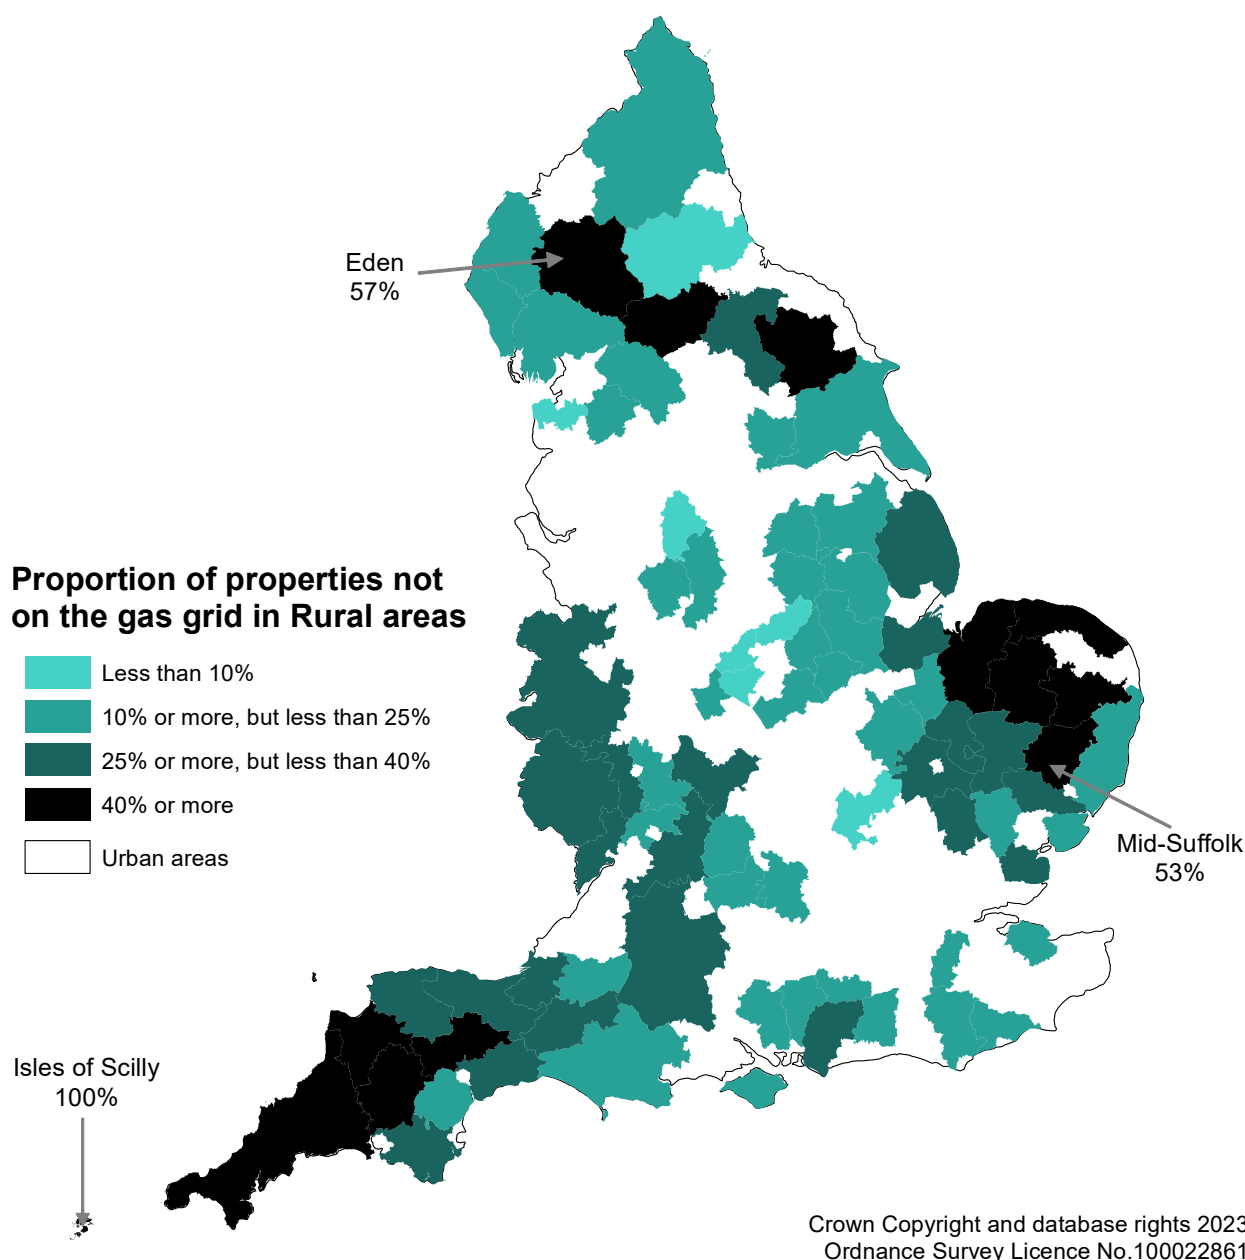 Eden
57%
Proportion of properties not
on the gas grid in Rural areas
Less than 10%
10% or more, but less than 25%
25% or more, but less than 40%
40% or more
Urban areas
Mid-Suffolk
53%
Isles of Scilly
100%
Crown Copyright and database rights 2023
Ordnance Survey Licence No.100022861